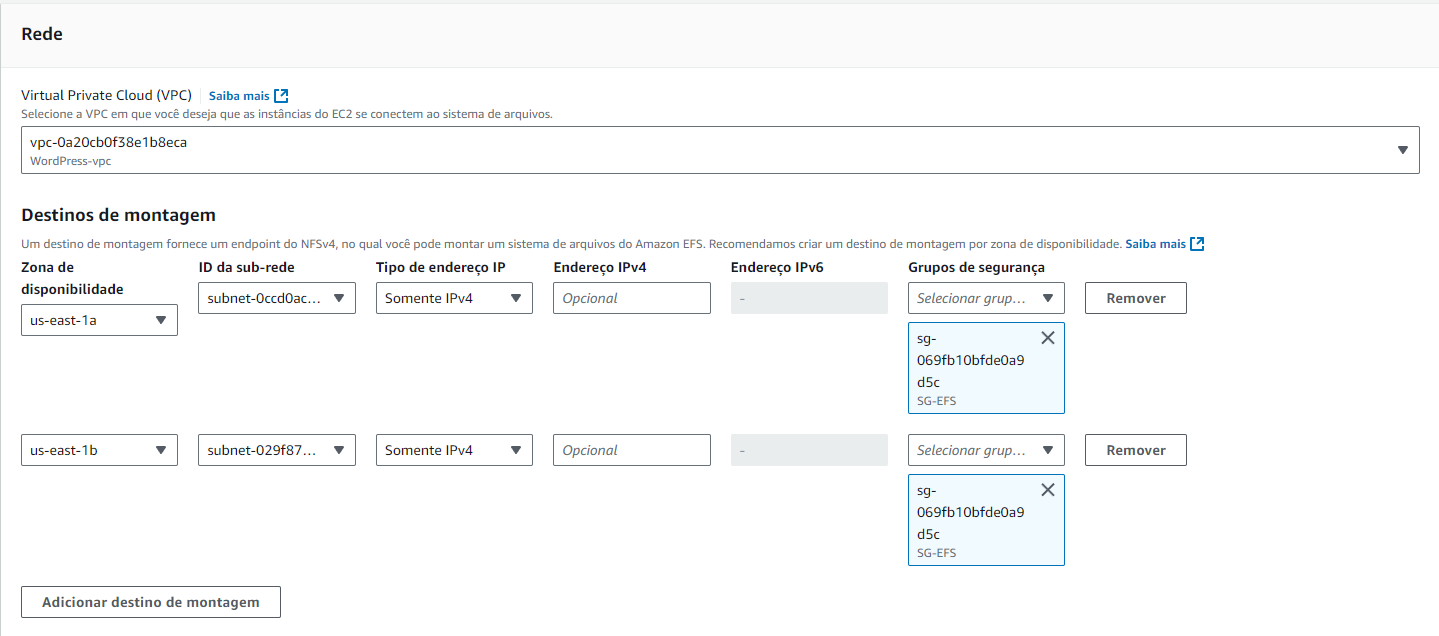 Rede
Virtual Private Cloud (VPC) Saiba mais
Selecione a VPC em que você deseja que as instâncias do EC2 se conectem ao sistema de arquivos.
vpc-0a20cb0f38e1b8eca
WordPress-vpc
Destinos de montagem
Um destino de montagem fornece um endpoint do NFSv4, no qual você pode montar um sistema de arquivos do Amazon EFS. Recomendamos criar um destino de montagem por zona de disponibilidade. Saiba mais
Zona de
disponibilidade
ID da sub-rede
Tipo de endereço IP
Endereço IPv4
Endereço IPv6
Grupos de segurança
us-east-1a
subnet-0ccd0ac...
Somente IPv4
Opcional
-
Selecionar grup...
Remover
sg-
069fb10bfde0a9
d5c
SG-EFS
us-east-1b
subnet-029f87...
Somente IPv4
Opcional
-
Selecionar grup...
Remover
sg-
069fb10bfde0a9
d5c
SG-EFS
Adicionar destino de montagem